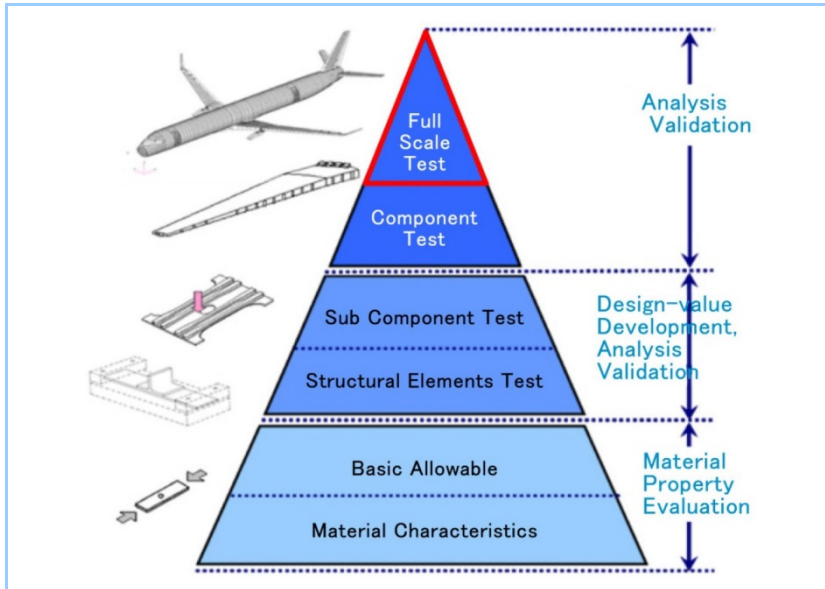 Full
Scale
Test
Component
Test
Sub Component Test
Structural Elements Test
Basic Allowable
Material Characteristics
Analysis
Validation
Design-value
Development,
Analysis
Validation
Material
Property
Evaluation